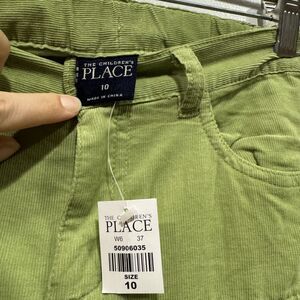 THE CHILDREN'S
PLACE
10
MADE IN CHINA
THE CHILDREN'S
PLACE
W6 37
50906035
SIZE
10